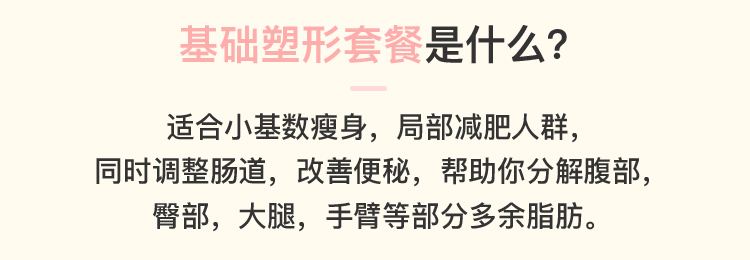 基础塑形套餐是什么?
适合小基数瘦身，局部减肥人群，
同时调整肠道，改善便秘，帮助你分解腹部，
臀部，大腿，手臂等部分多余脂肪。